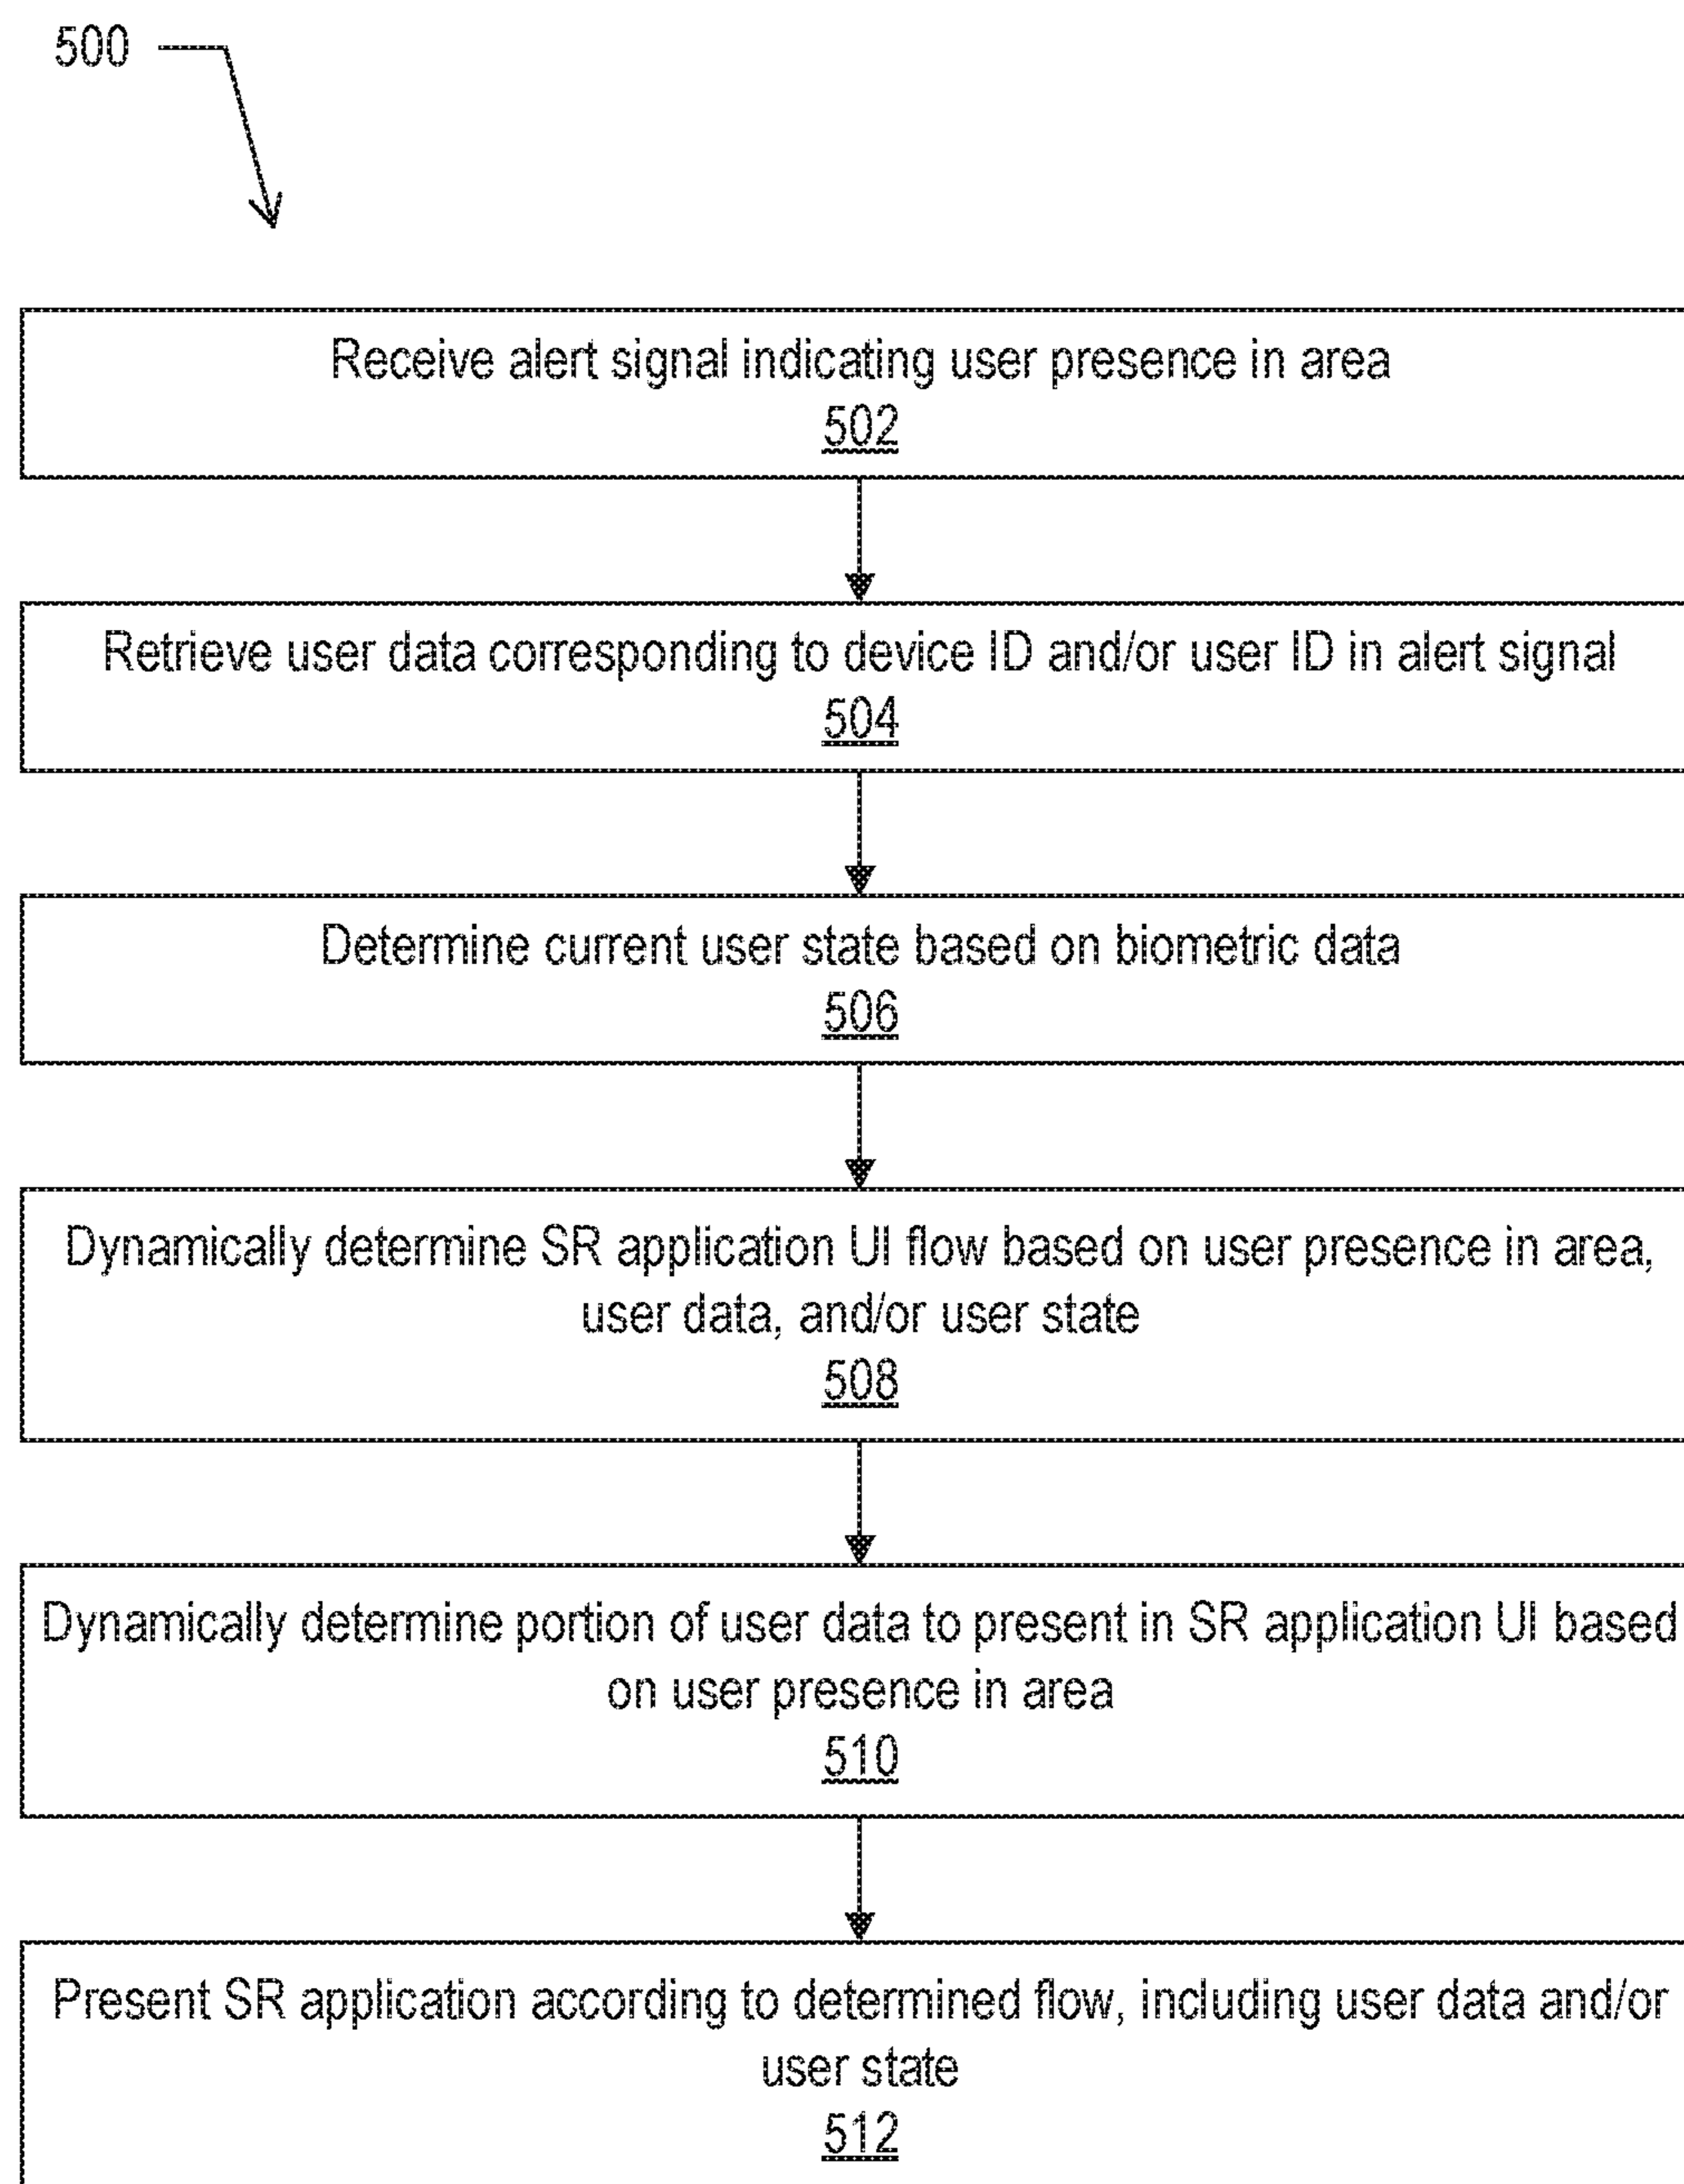 500
Receive alert signal indicating user presence in area
502
Retrieve user data corresponding to device ID and/or user ID in alert signal
504
Determine current user state based on biometric data
506
Dynamically determine SR application UI flow based on user presence in area,
user data, and/or user state
508
Dynamically determine portion of user data to present in SR application UI based
on user presence in area
510
Present SR application according to determined flow, including user data and/or
user state
512